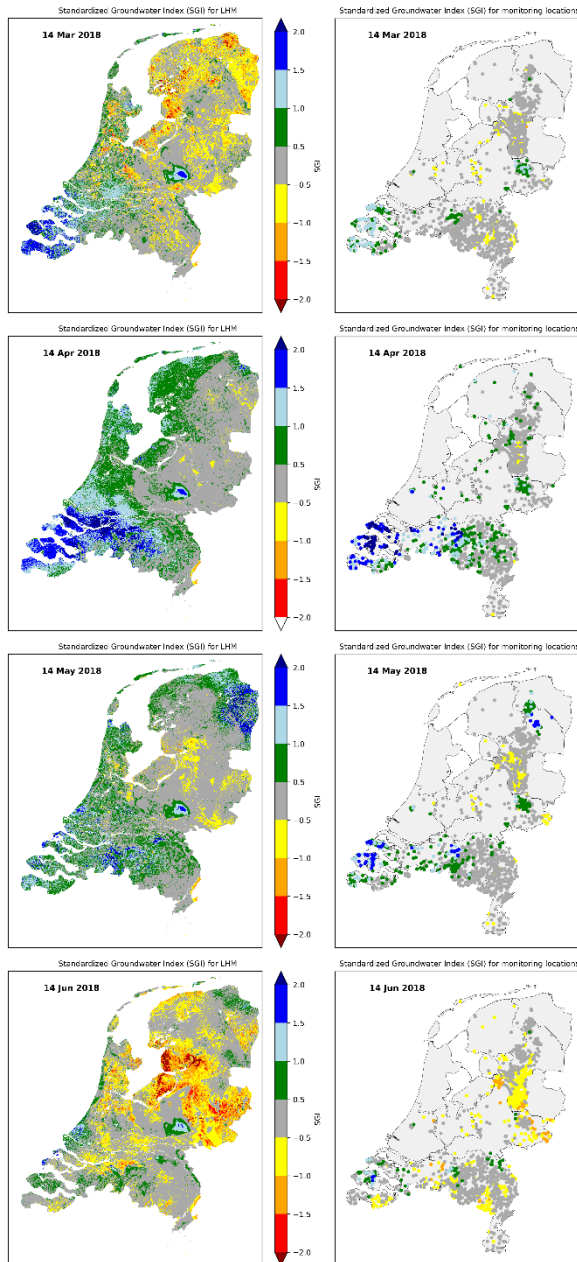 Standardized Groundwater Index (SGI) for LHM
14 Mar 2018
2.0
1.5
1.0
0.5
−0.5
−1.0
−1.5
−2.0
SGI
Standardized Groundwater Index (SGI) for monitoring locations
14 Mar 2018
Standardized Groundwater Index (SGI) for LHM
14 Apr 2018
2.0
1.5
1.0
0.5
−0.5
−1.0
−1.5
−2.0
SGI
Standardized Groundwater Index (SGI) for monitoring locations
14 Apr 2018
Standardized Groundwater Index (SGI) for LHM
14 May 2018
2.0
1.5
1.0
0.5
−0.5
−1.0
−1.5
−2.0
SGI
Standardized Groundwater Index (SGI) for monitoring locations
14 May 2018
Standardized Groundwater Index (SGI) for LHM
14 Jun 2018
2.0
1.5
1.0
0.5
−0.5
−1.0
−1.5
−2.0
SGI
Standardized Groundwater Index (SGI) for monitoring locations
14 Jun 2018